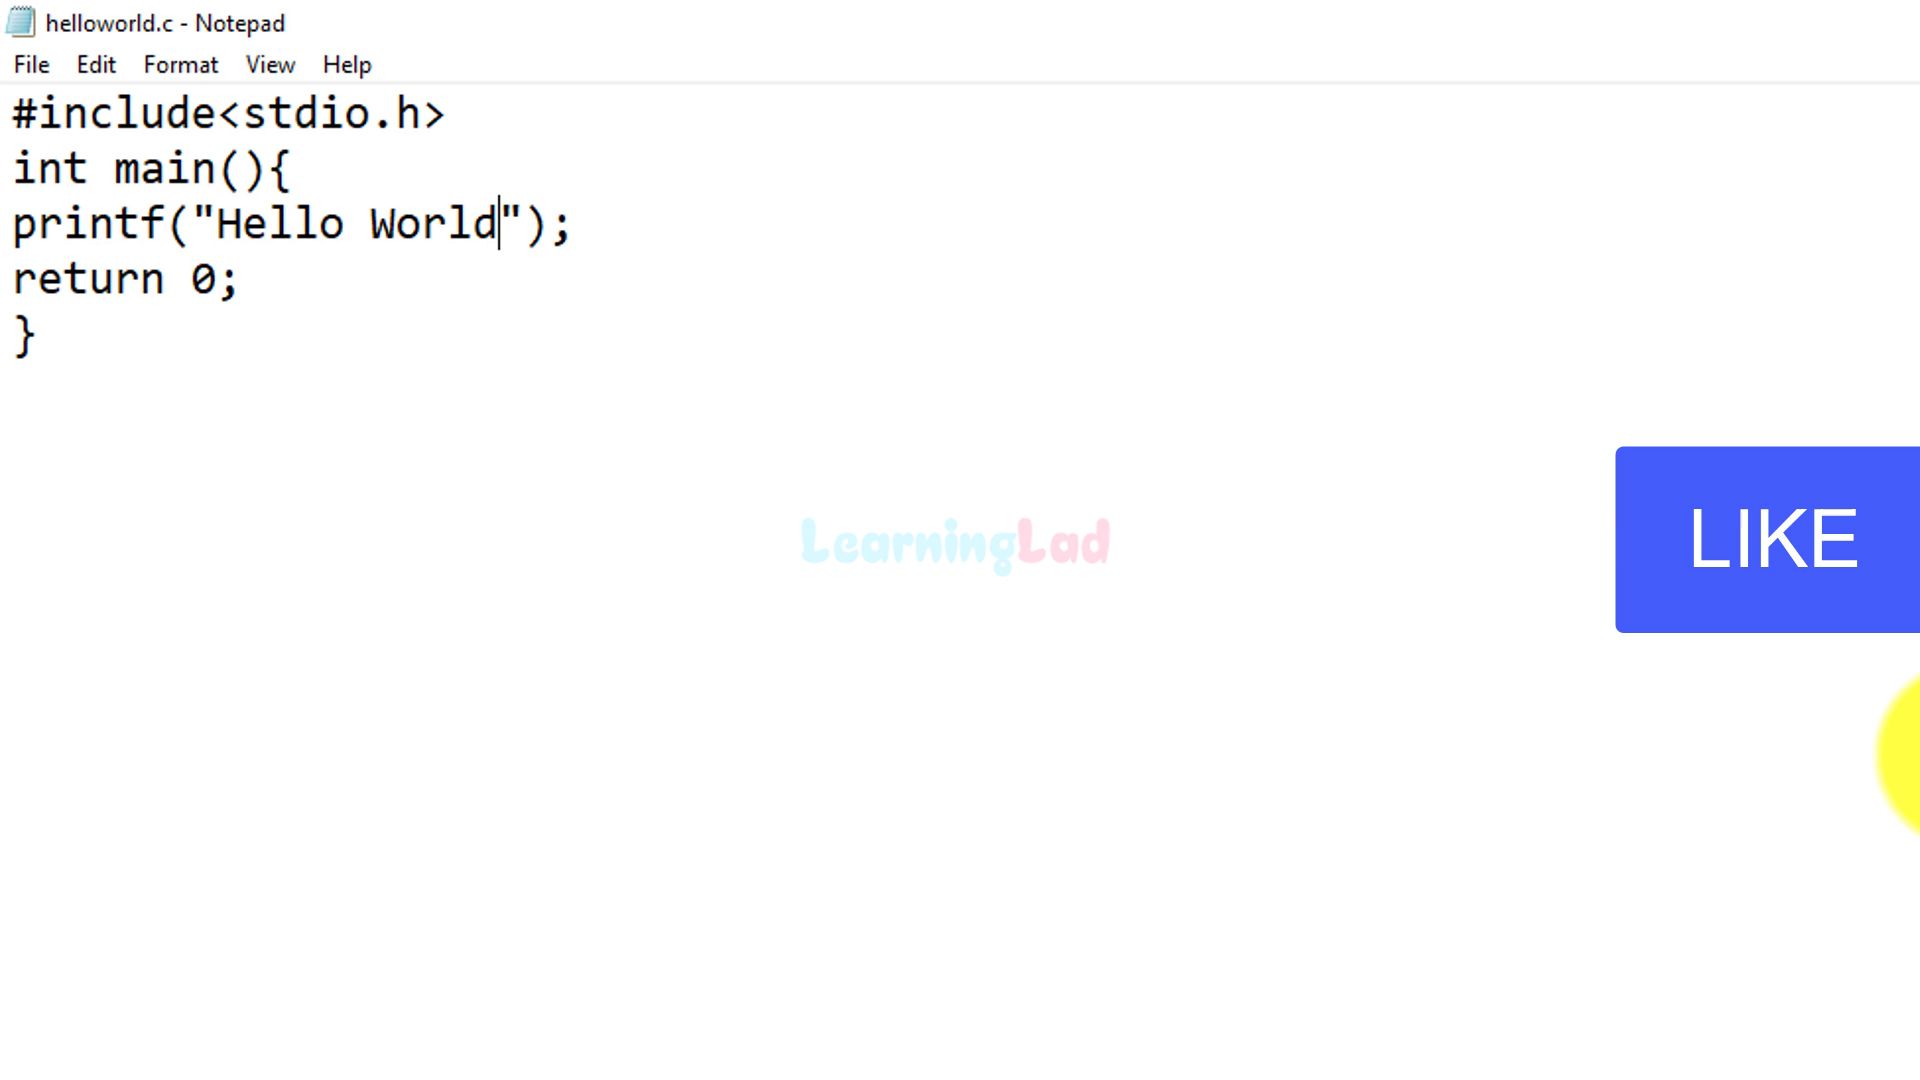 helloworld.c - Notepad
File Edit Format View Help
#include<stdio.h>
int main(){
printf("Hello World");
return 0;
}
LIKE
LearningLad